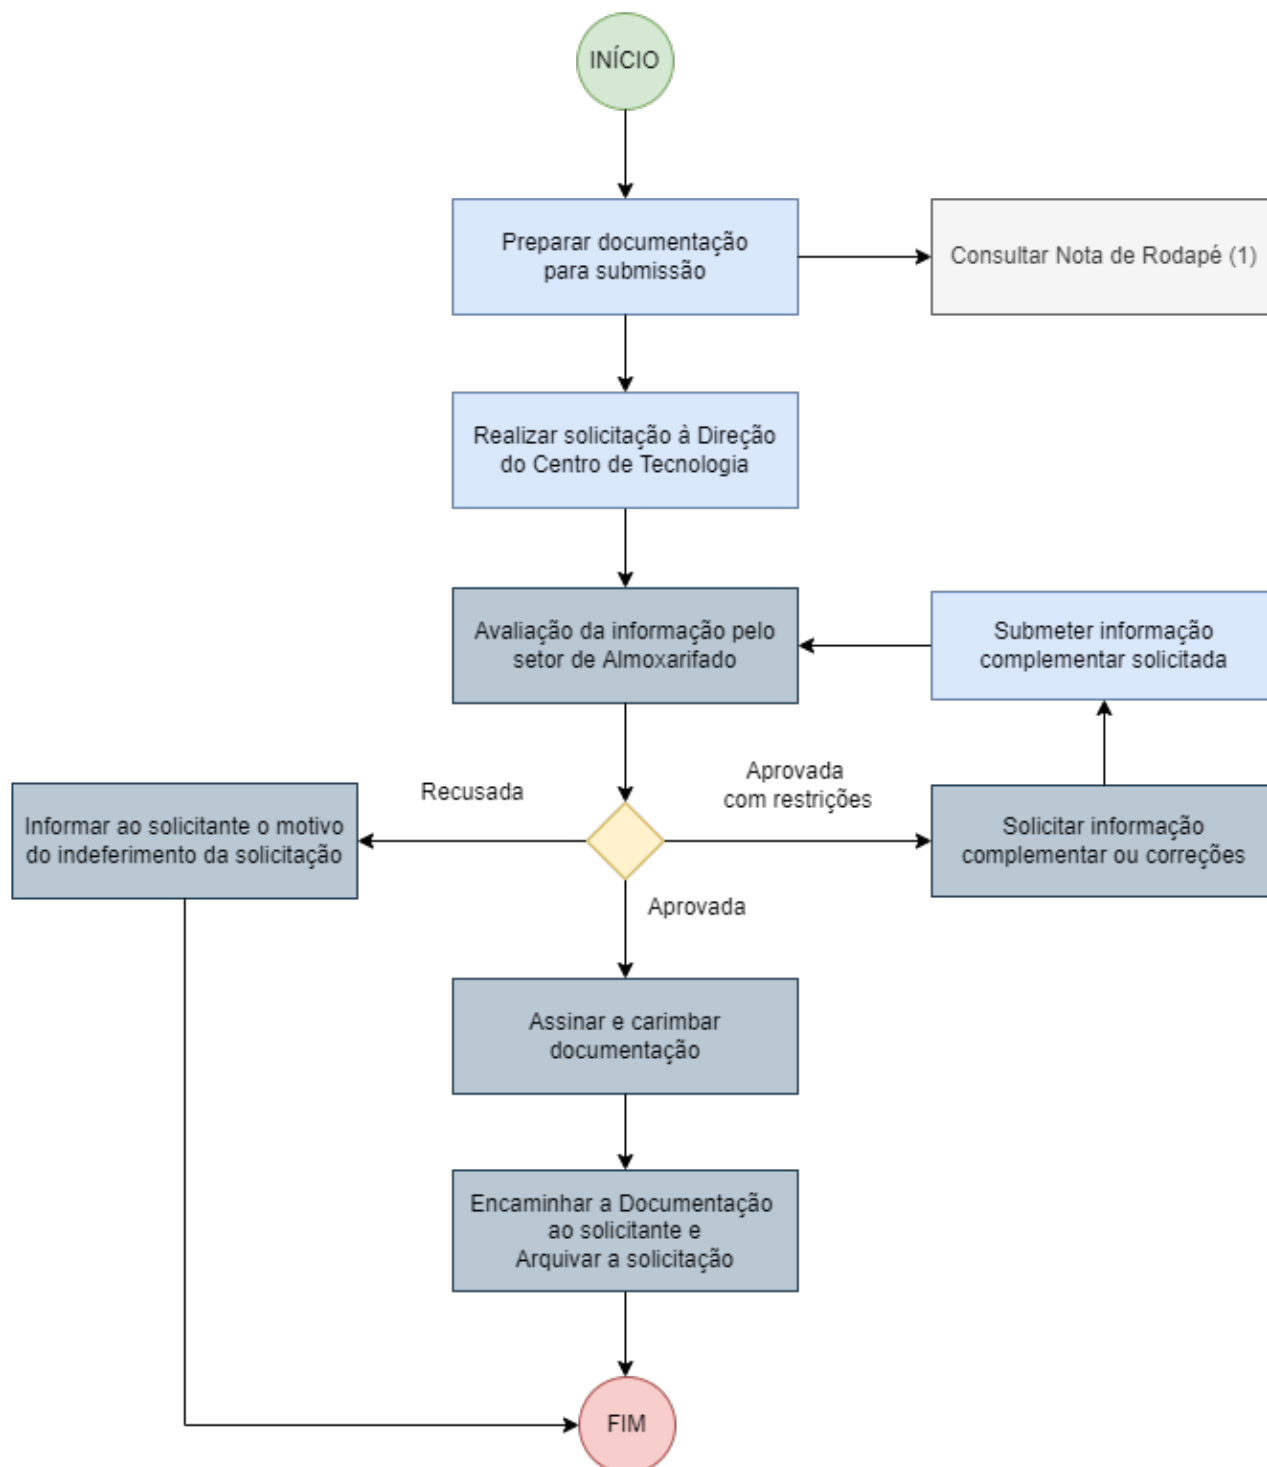 INÍCIO
Preparar documentação
para submissão
Consultar Nota de Rodapé (1)
Realizar solicitação à Direção
do Centro de Tecnologia
Avaliação da informação pelo
setor de Almoxarifado
Submeter informação
complementar solicitada
Recusada
Aprovada
com restrições
Informar ao solicitante o motivo
do indeferimento da solicitação
Solicitar informação
complementar ou correções
Aprovada
Assinar e carimbar
documentação
Encaminhar a Documentação
ao solicitante e
Arquivar a solicitação
FIM